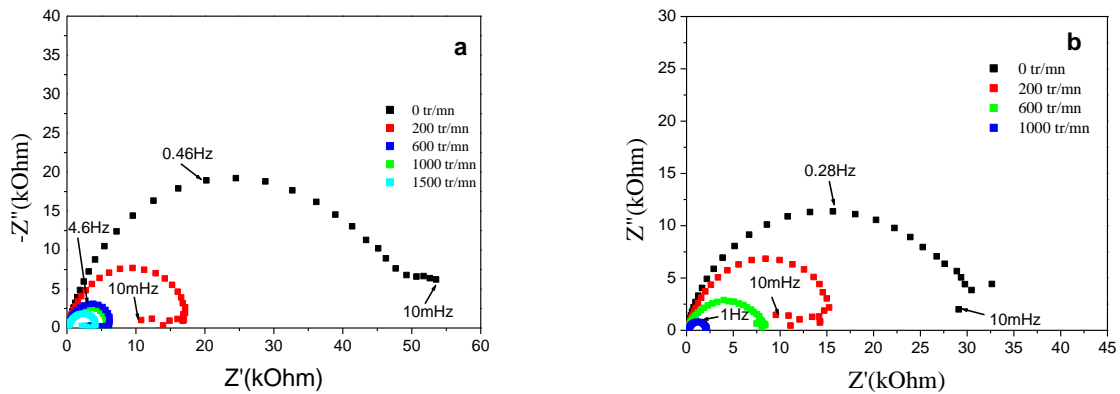 40
35
30
25
20
15
10
5
0
-Z''(kOhm)
0 10 20 30 40 50 60
Z'(kOhm)
a
0 tr/mn
200 tr/mn
600 tr/mn
1000 tr/mn
1500 tr/mn
0.46Hz
4.6Hz
10mHz
10mHz
30
25
20
15
10
5
0
Z''(kOhm)
0 5 10 15 20 25 30 35 40 45
Z'(kOhm)
b
0 tr/mn
200 tr/mn
600 tr/mn
1000 tr/mn
0.28Hz
10mHz
1Hz
10mHz